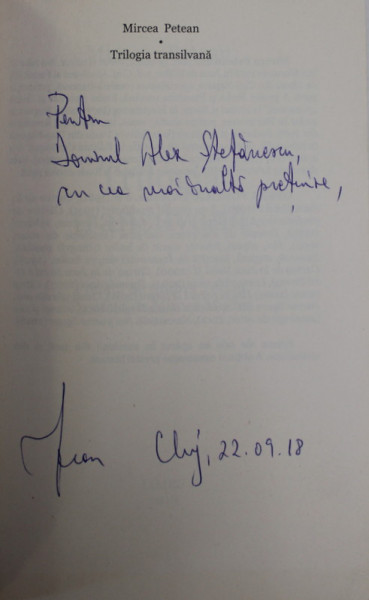 Mircea Petean
•
Trilogia transilvană
Pentru
Domnul Alex Ștefănescu,
cu cea mai înaltă prețuire,
Cluj, 22.09.18